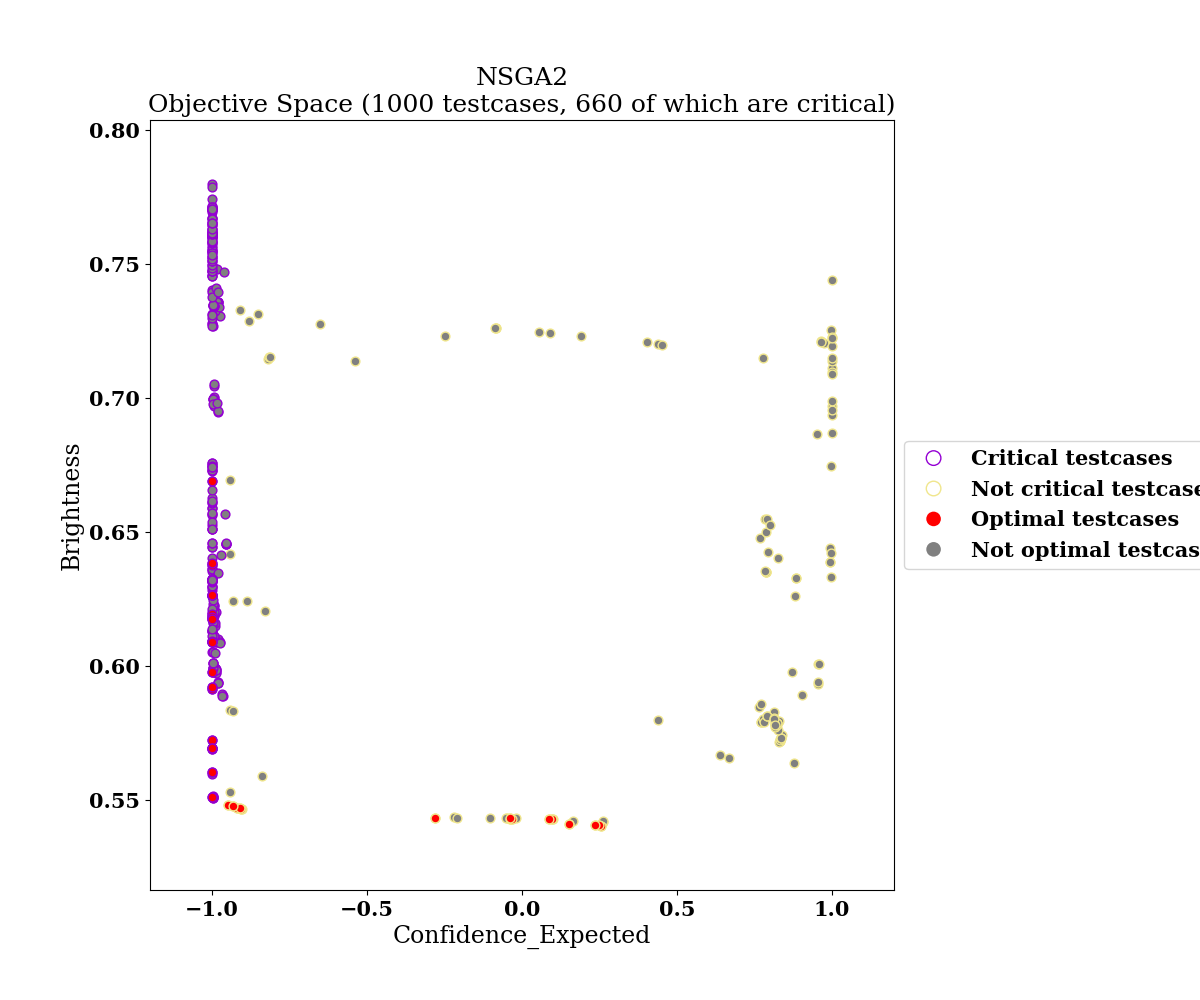 NSGA2
Objective Space (1000 testcases, 660 of which are critical)
0.80
0.75
0.70
0.65
0.60
0.55
Brightness
−1.0
−0.5
0.0
0.5
1.0
Confidence_Expected
Critical testcases
Not critical testcase
Optimal testcases
Not optimal testcas